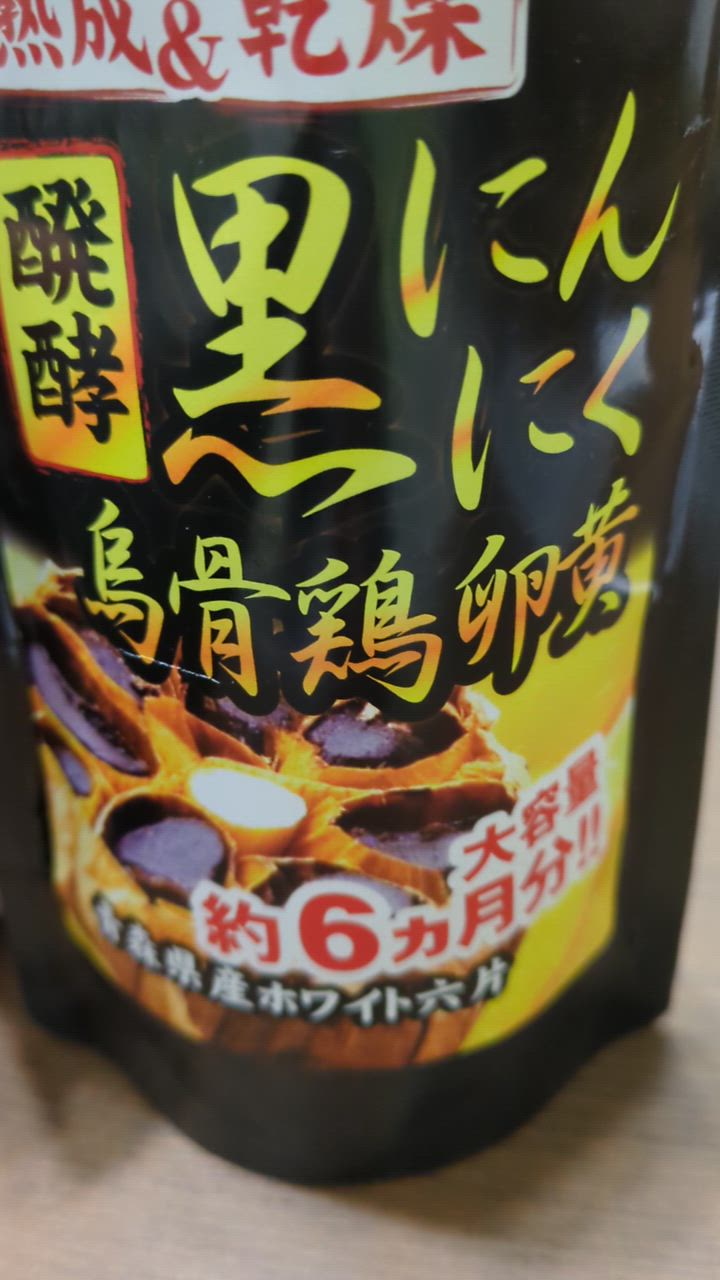 熟成&乾燥
醗酵
黒にんにく
烏骨鶏卵黄
大容量
約6ヵ月分!!
青森県産ホワイト六片